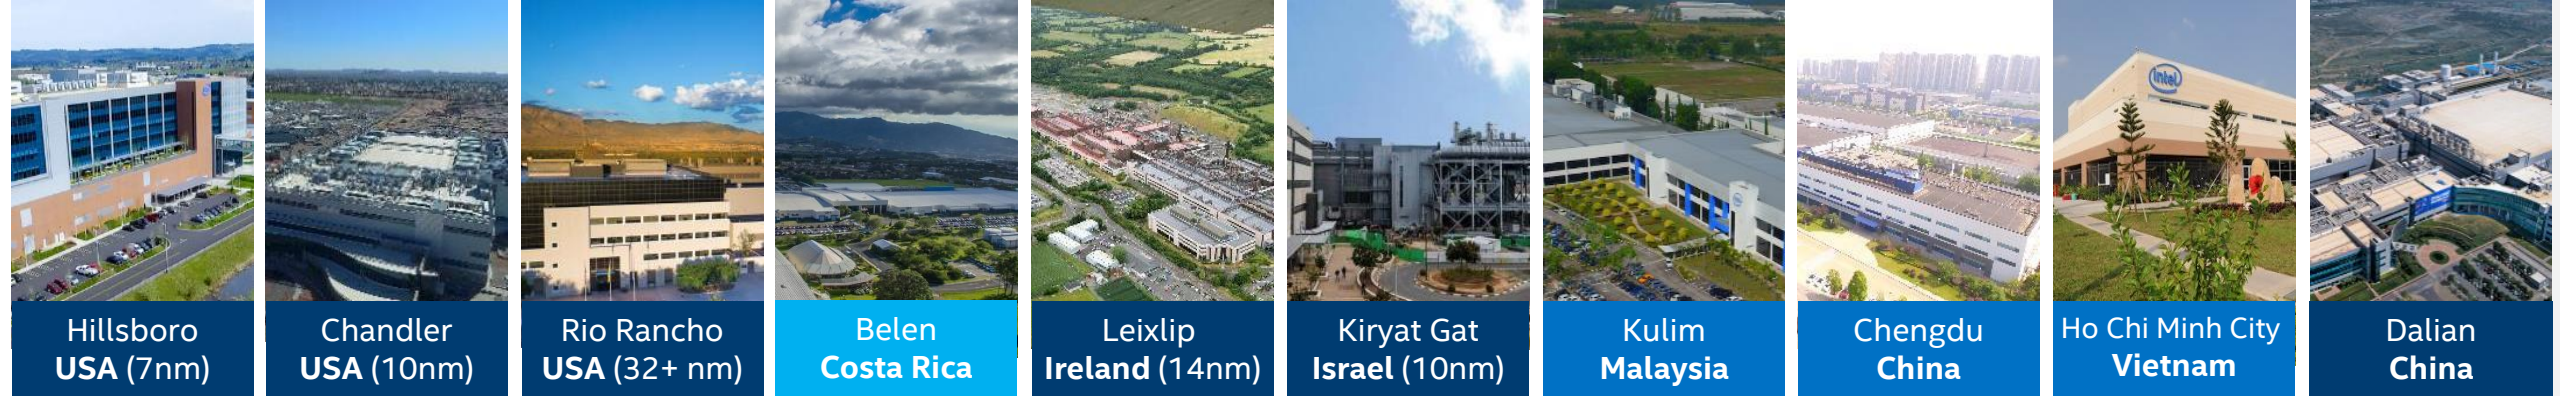 intel
Hillsboro
USA (7nm)
Chandler
USA (10nm)
Rio Rancho
USA (32+ nm)
Belen
Costa Rica
Leixlip
Ireland (14nm)
Kiryat Gat
Israel (10nm)
Kulim
Malaysia
Chengdu
China
Ho Chi Minh City
Vietnam
Dalian
China